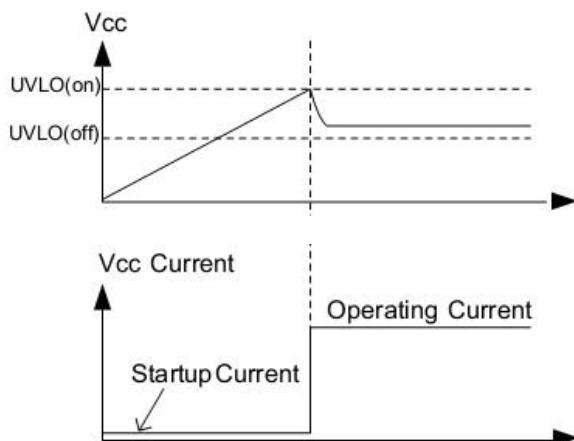 Vcc
UVLO(on)
UVLO(off)
Vcc Current
Operating Current
Startup Current